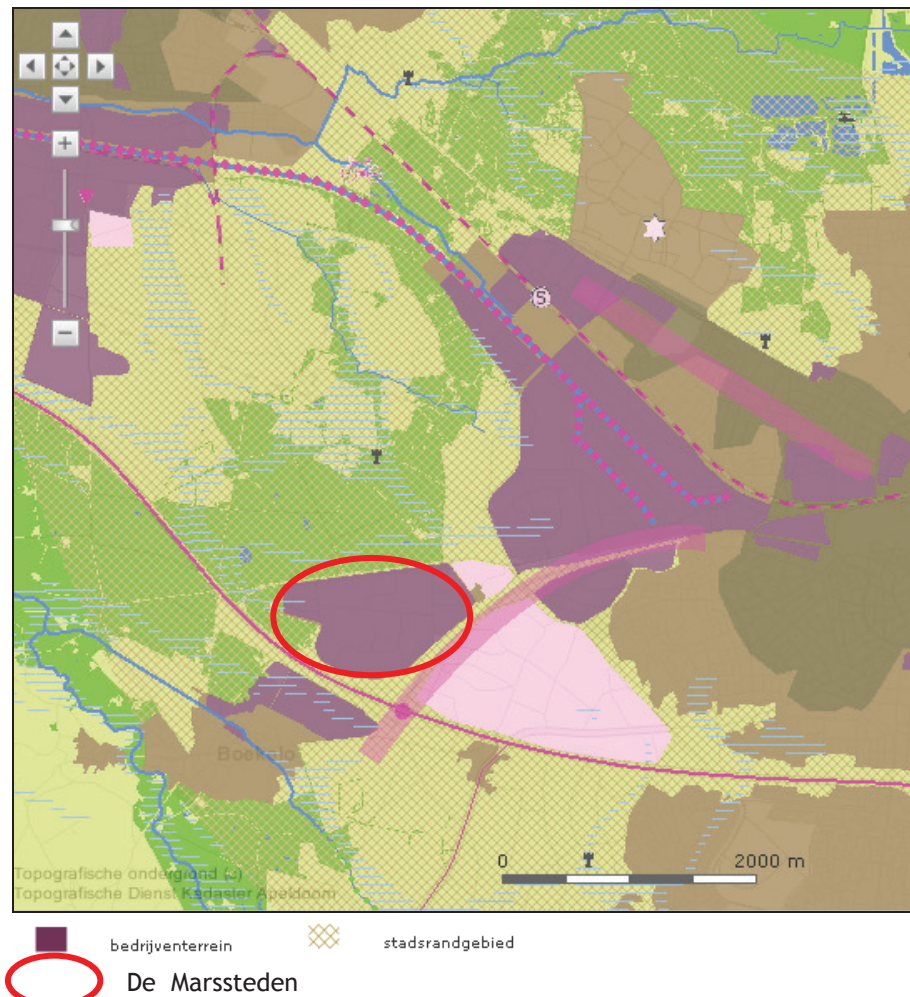 S
Boekelo
0 2000 m
Topografische ondergrond (c)
Topografische Dienst Kadaster Apeldoorn
bedrijventerrein stadsrandgebied
De Marssteden